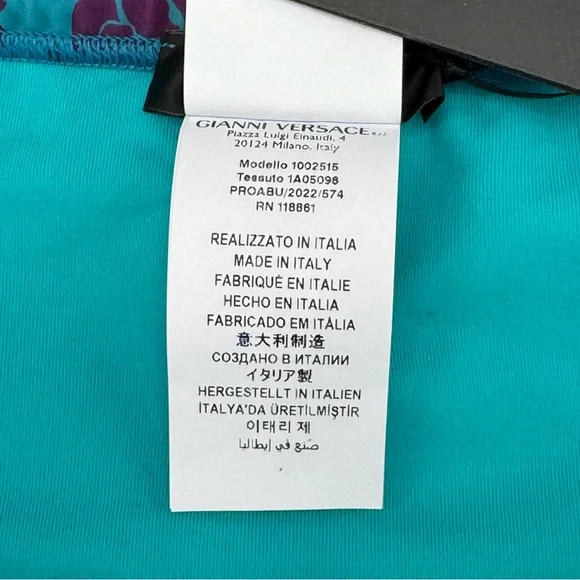 GIANNI VERSACE s.r.l.
Piazza Luigi Einaudi, 4
20124 Milano, Italy
Modello 1002515
Tessuto 1A05098
PROABU/2022/574
RN 118861
REALIZZATO IN ITALIA
MADE IN ITALY
FABRIQUÉ EN ITALIE
HECHO EN ITALIA
FABRICADO EM ITÁLIA
意大利制造
СОЗДАНО В ИТАЛИИ
イタリア製
HERGESTELLT IN ITALIEN
İTALYA'DA ÜRETİLMİŞTİR
이태리 제
صنع في إيطاليا